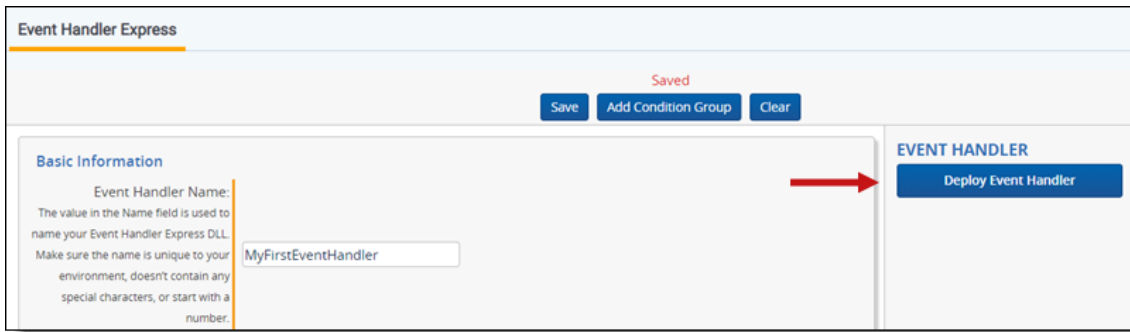 Event Handler Express
Saved
Save Add Condition Group Clear
Basic Information
Event Handler Name:
The value in the Name field is used to
name your Event Handler Express DLL.
Make sure the name is unique to your
environment, doesn't contain any
special characters, or start with a
number.
MyFirstEventHandler
EVENT HANDLER
Deploy Event Handler